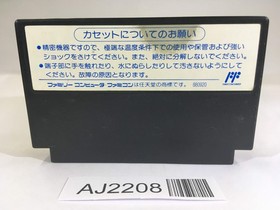 カセットについてのお願い
●精密機器ですので、極端な温度条件下での使用や保管および強い
ショックをさけてください。また、絶対に分解しないでください。
●端子部に手を触れたり、水にぬらしたりして汚さないようにして
ください。故障の原因となります。
ファミリーコンピュータ・ファミコンは任天堂の商標です。
AJ2208